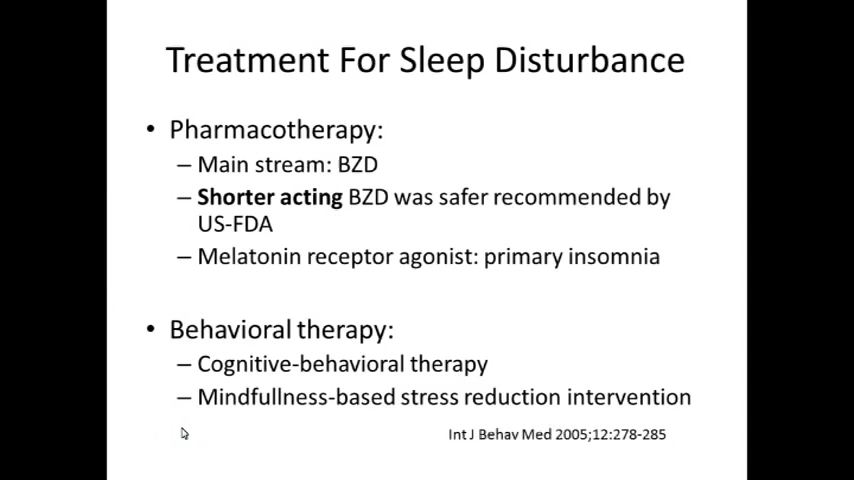 Treatment For Sleep Disturbance
• Pharmacotherapy:
– Main stream: BZD
– Shorter acting BZD was safer recommended by
US-FDA
– Melatonin receptor agonist: primary insomnia
• Behavioral therapy:
– Cognitive-behavioral therapy
– Mindfullness-based stress reduction intervention
Int J Behav Med 2005;12:278-285